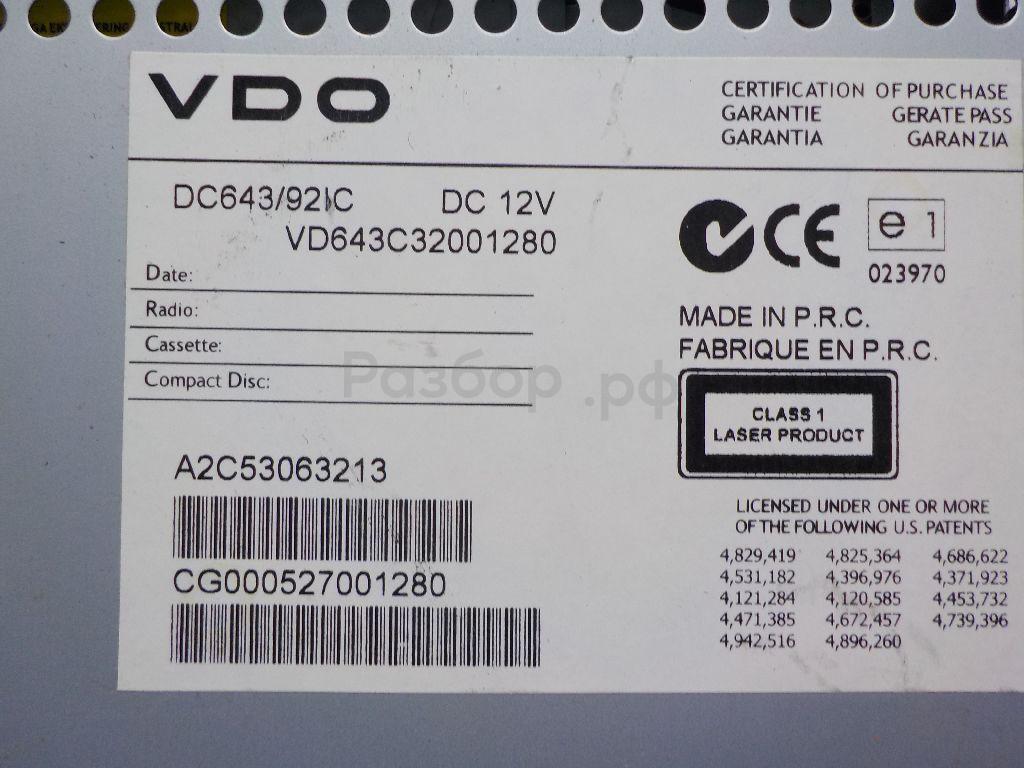 VDO
CERTIFICATION OF PURCHASE
GARANTIE GERATE PASS
GARANTIA GARANZIA
DC643/92IC DC 12V
VD643C32001280
Date:
Radio:
Cassette:
Compact Disc:
CE e 1
023970
MADE IN P.R.C.
FABRIQUE EN P.R.C.
CLASS 1
LASER PRODUCT
Разбор.рф
A2C53063213
CG000527001280
LICENSED UNDER ONE OR MORE
OF THE FOLLOWING U.S. PATENTS
4,829,419 4,825,364 4,686,622
4,531,182 4,396,976 4,371,923
4,121,284 4,120,585 4,453,732
4,471,385 4,672,457 4,739,396
4,942,516 4,896,260